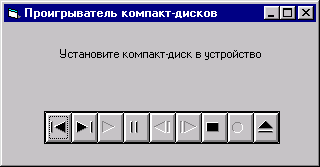 Проигрыватель компакт-дисков
Установите компакт-диск в устройство